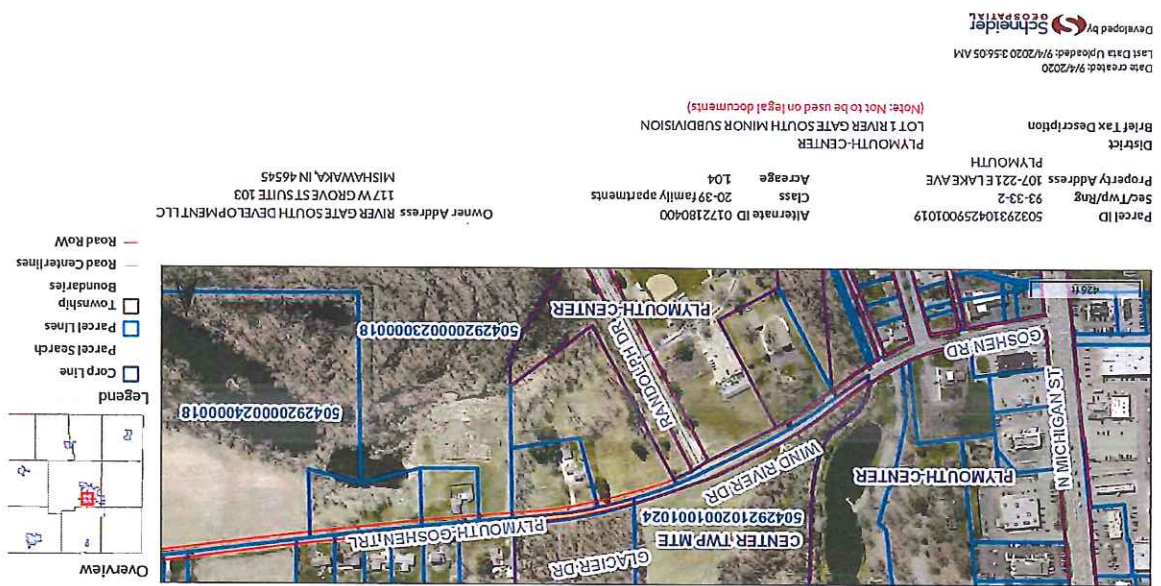 Overview
Legend
Corp Line
Parcel Search
Parcel Lines
Township
Boundaries
Road Centerlines
Road RoW
CENTER TWP MTE
504292102001001024
GLACIER DR
PLYMOUTH-GOSHEN TRL
PLYMOUTH-CENTER
WIND RIVER DR
N MICHIGAN ST
GOSHEN RD
RANDOLPH DR
504292000024000018
PLYMOUTH-CENTER
504292000023000018
426 ft
Parcel ID 503293104259001019
Sec/Twp/Rng 93-33-2
Property Address 107-221 E LAKE AVE
PLYMOUTH
Alternate ID 0172180400
Class 20-39 family apartments
Acreage 1.04
Owner Address RIVER GATE SOUTH DEVELOPMENT LLC
117 W GROVE ST SUITE 103
MISHAWAKA, IN 46545
District PLYMOUTH-CENTER
Brief Tax Description LOT 1 RIVER GATE SOUTH MINOR SUBDIVISION
(Note: Not to be used on legal documents)
Date created: 9/4/2020
Last Data Uploaded: 9/4/2020 3:56:05 AM
Developed by Schneider
GEOSPATIAL